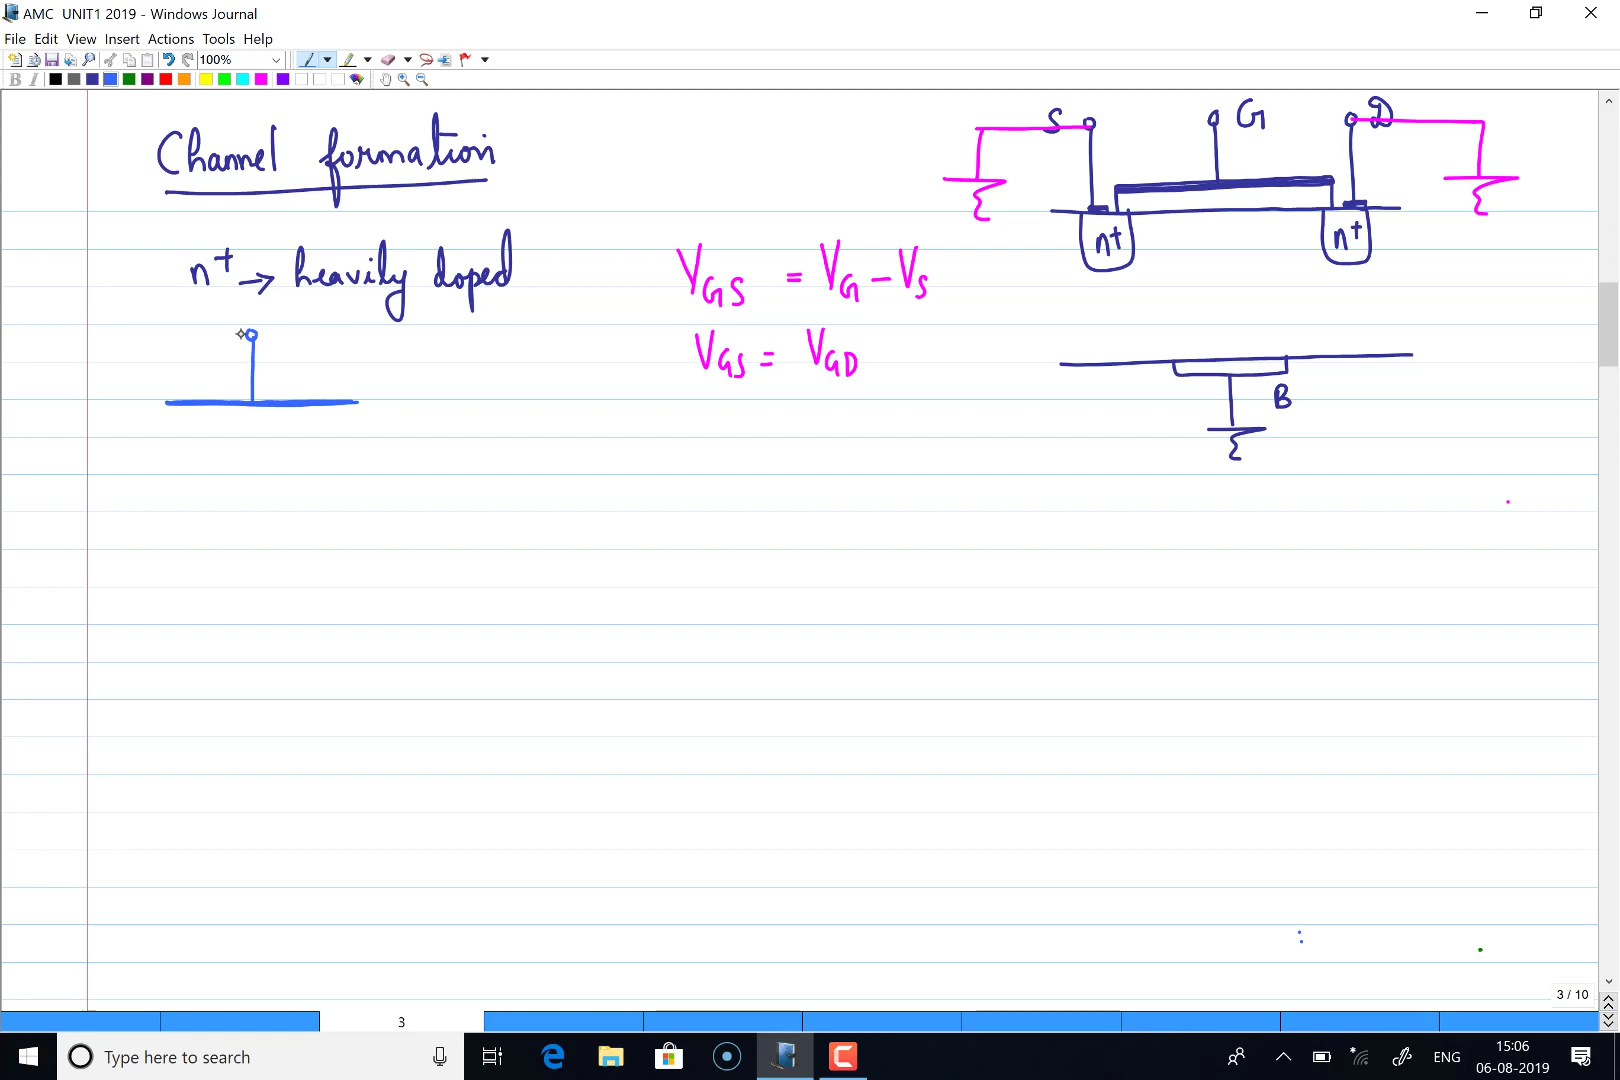 AMC UNIT1 2019 - Windows Journal
File Edit View Insert Actions Tools Help
100%
B I
Channel formation
S G D
n+ n+
n+ → heavily doped
VGS = VG - VS
VGS = VGD
B
3 / 10
3
Type here to search
ENG
15:06
06-08-2019